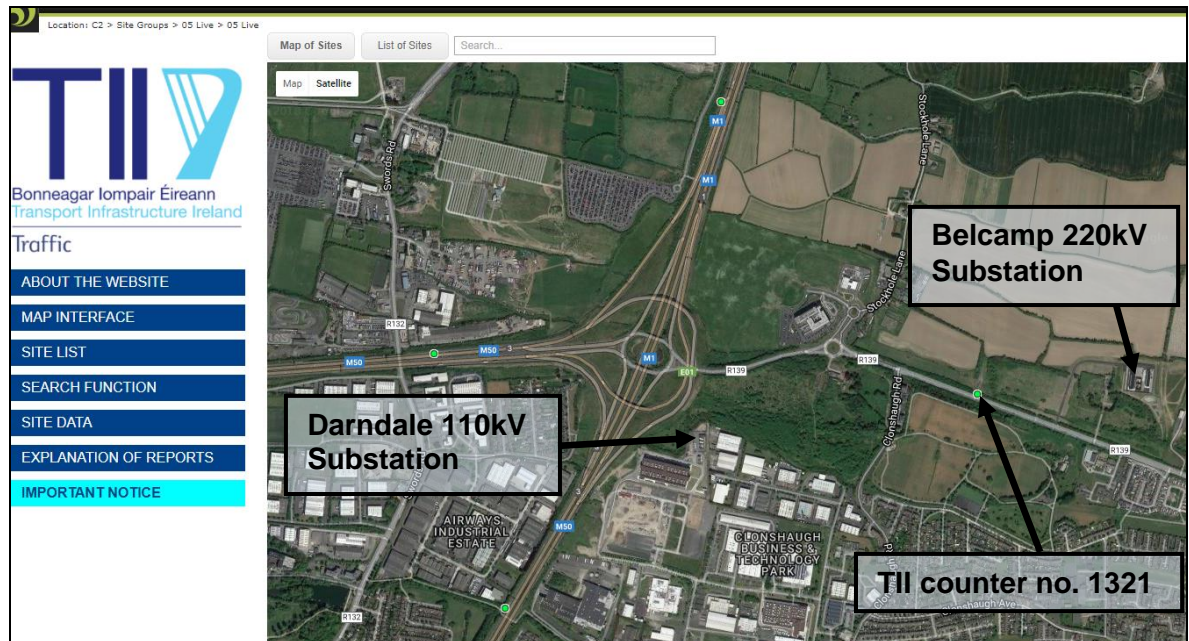 Location: C2 > Site Groups > 05 Live > 05 Live
Map of Sites
List of Sites
Search...
TII
Bonneagar Iompair Éireann
Transport Infrastructure Ireland
Traffic
ABOUT THE WEBSITE
MAP INTERFACE
SITE LIST
SEARCH FUNCTION
SITE DATA
EXPLANATION OF REPORTS
IMPORTANT NOTICE
Map
Satellite
M1
Stockhole Lane
Swords Rd
M1
Belcamp 220kV
Substation
Stockhole Lane
R132
M50
M50
3
M1
E01
R139
R139
Clonshaugh Rd
R139
Darndale 110kV
Substation
3
M50
AIRWAYS
INDUSTRIAL
ESTATE
CLONSHAUGH
BUSINESS &
TECHNOLOGY
PARK
TII counter no. 1321
Clonshaugh Ave
R132